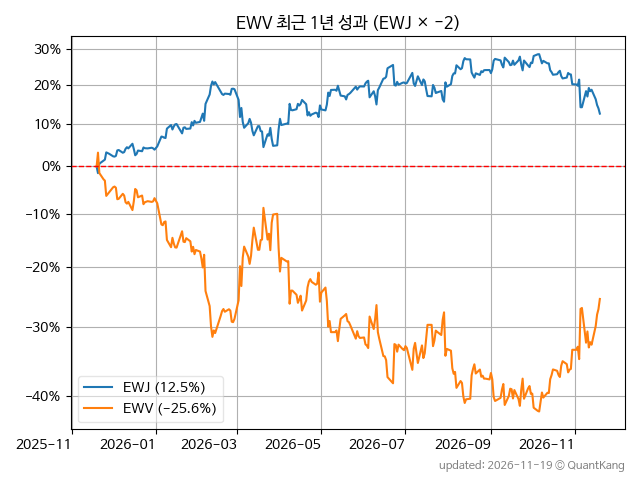 EWV 최근 1년 성과 (EWJ × −2)
30%
20%
10%
0%
−10%
−20%
−30%
−40%
EWJ (12.5%)
EWV (−25.6%)
2025-11 2026-01 2026-03 2026-05 2026-07 2026-09 2026-11
updated: 2026-11-19 © QuantKang